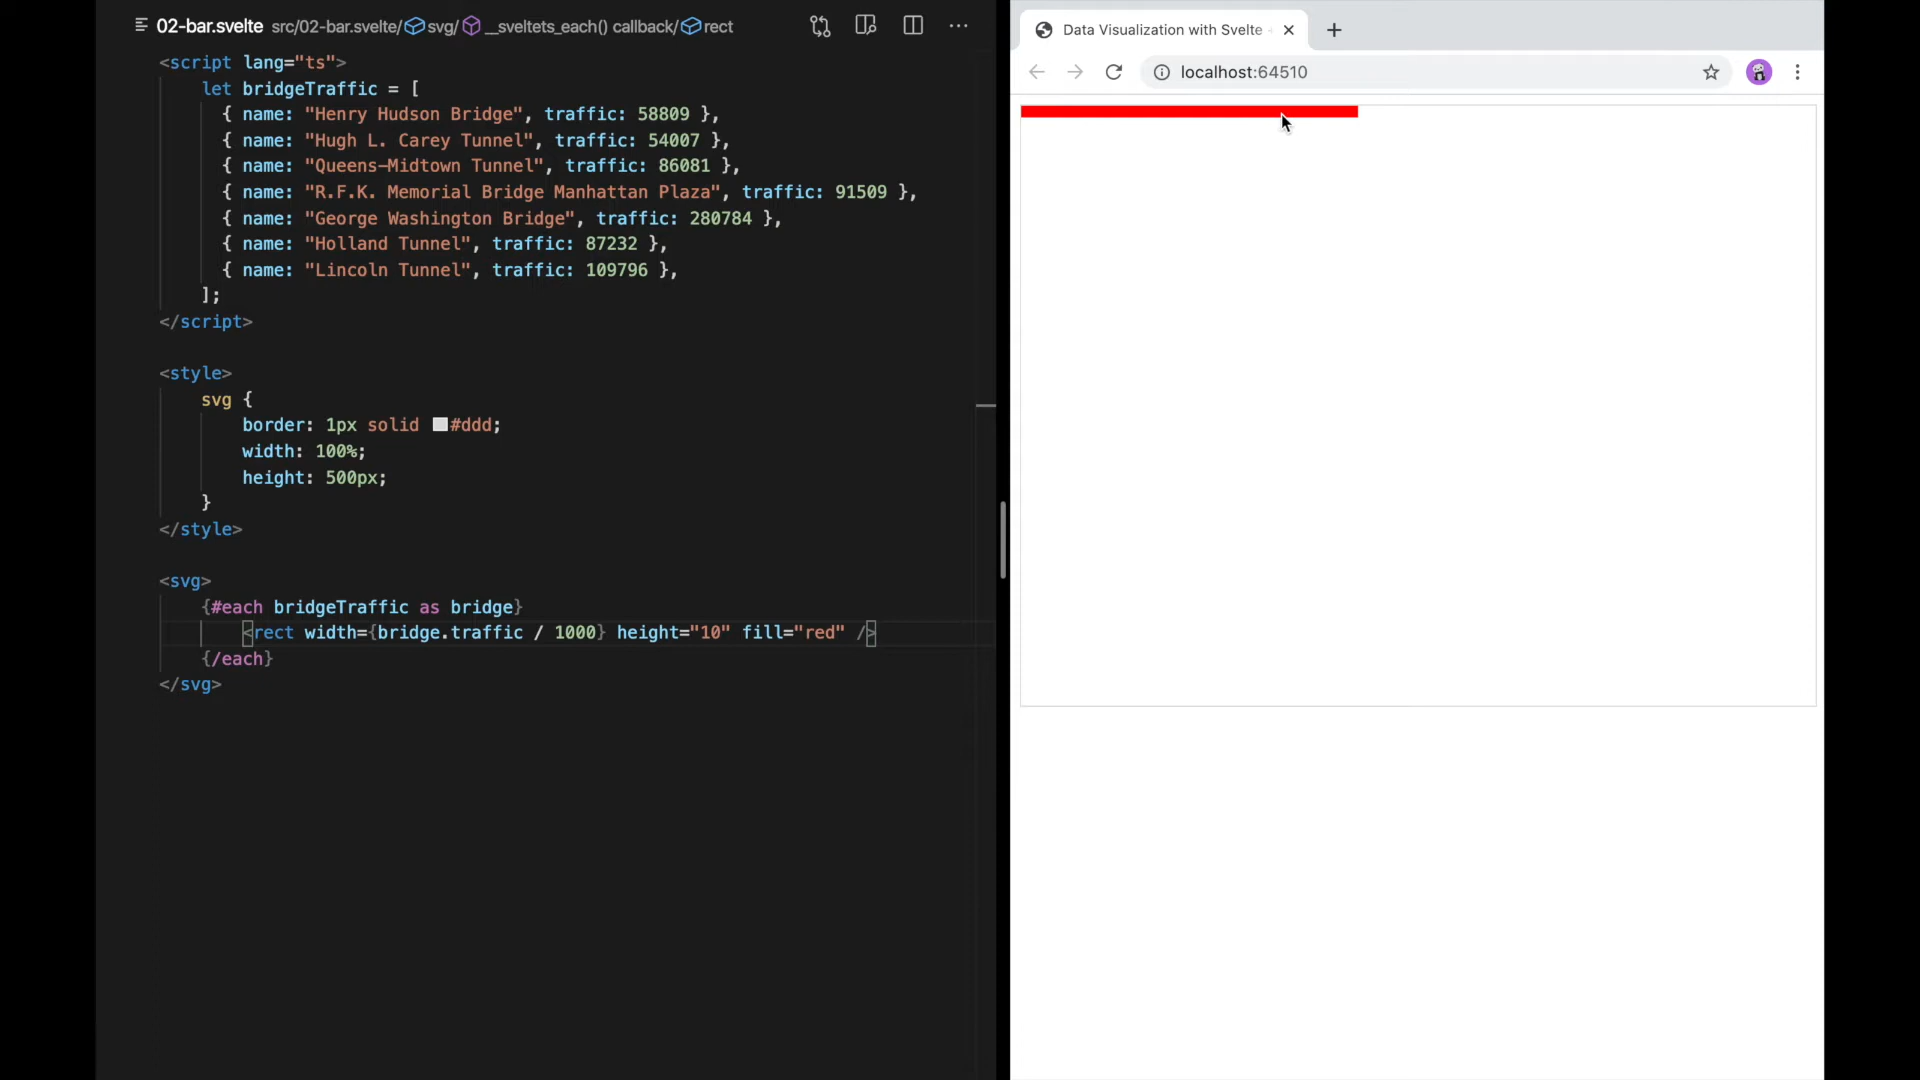 02-bar.svelte src/02-bar.svelte/ svg/ __sveltets_each() callback/ rect
<script lang="ts">
let bridgeTraffic = [
{ name: "Henry Hudson Bridge", traffic: 58809 },
{ name: "Hugh L. Carey Tunnel", traffic: 54007 },
{ name: "Queens-Midtown Tunnel", traffic: 86081 },
{ name: "R.F.K. Memorial Bridge Manhattan Plaza", traffic: 91509 },
{ name: "George Washington Bridge", traffic: 280784 },
{ name: "Holland Tunnel", traffic: 87232 },
{ name: "Lincoln Tunnel", traffic: 109796 },
];
</script>
<style>
svg {
border: 1px solid #ddd;
width: 100%;
height: 500px;
}
</style>
<svg>
{#each bridgeTraffic as bridge}
<rect width={bridge.traffic / 1000} height="10" fill="red" />
{/each}
</svg>
Data Visualization with Svelte
localhost:64510